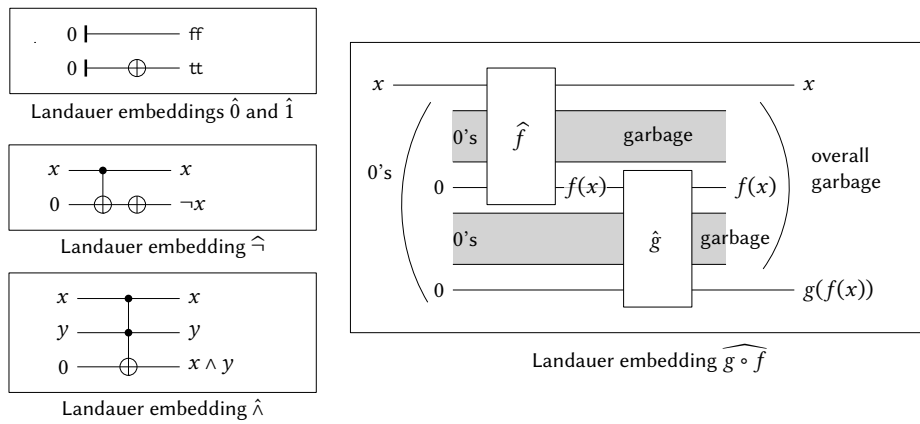 0 ff
0 tt
Landauer embeddings 0̂ and 1̂
x x
0 ¬x
Landauer embedding ¬̂
x x
y y
0 x ∧ y
Landauer embedding ∧̂
x f̂ x
0's garbage
0's 0 f(x) f(x) overall
garbage
0's ĝ garbage
0 g(f(x))
Landauer embedding \widehat{g ∘ f}